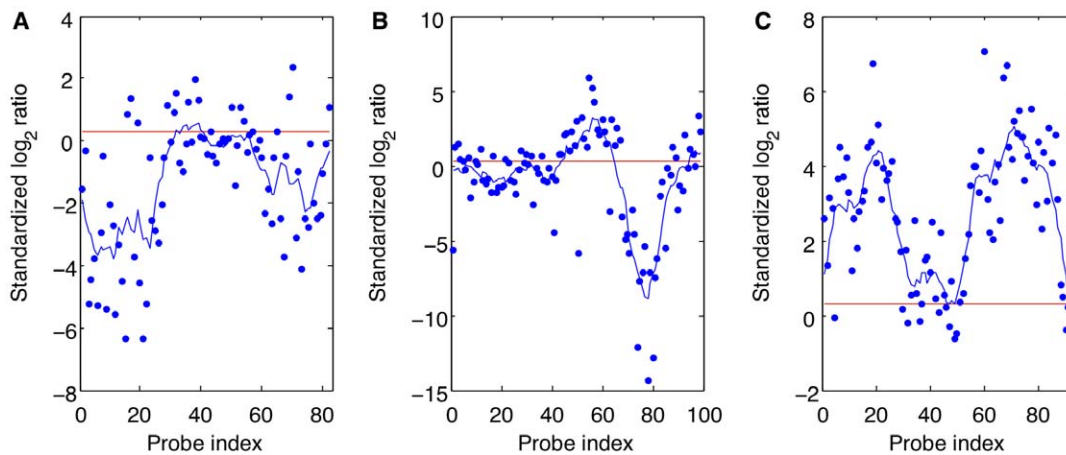 A
Standardized log2 ratio
4
2
0
−2
−4
−6
−8
0 20 40 60 80
Probe index
B
Standardized log2 ratio
10
5
0
−5
−10
−15
0 20 40 60 80 100
Probe index
C
Standardized log2 ratio
8
6
4
2
0
−2
0 20 40 60 80
Probe index